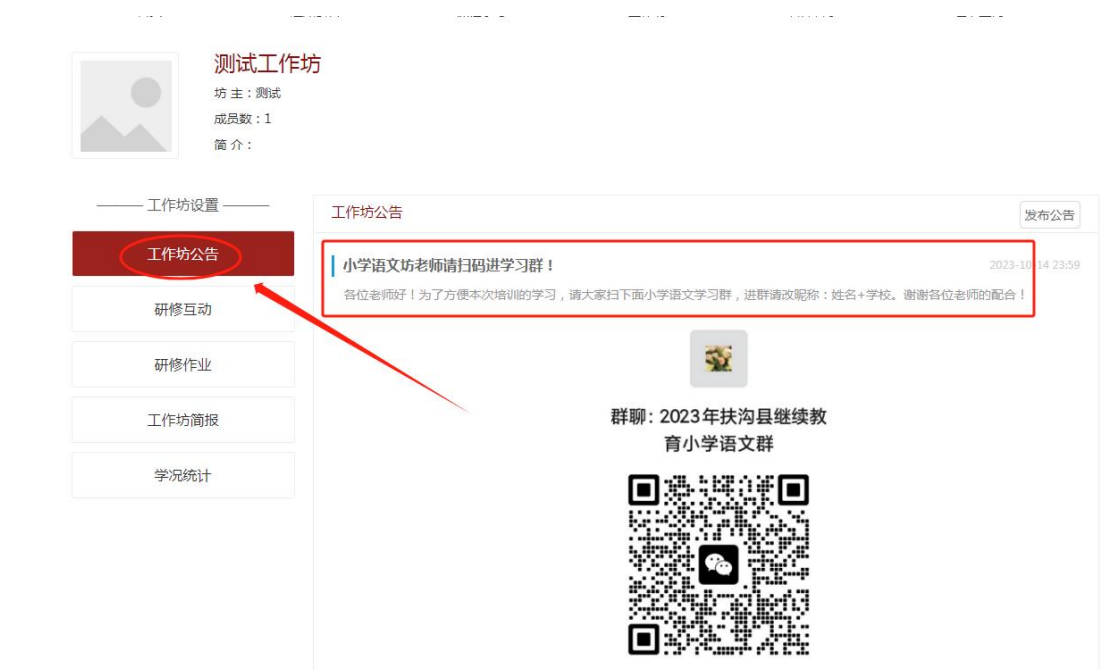 测试工作坊
坊 主：测试
成员数：1
简 介：
工作坊设置
工作坊公告
研修互动
研修作业
工作坊简报
学况统计
工作坊公告
发布公告
小学语文坊老师请扫码进学习群！
2023-10-14 23:59
各位老师好！为了方便本次培训的学习，请大家扫下面小学语文学习群，进群请改昵称：姓名+学校。谢谢各位老师的配合！
群聊: 2023年扶沟县继续教
育小学语文群